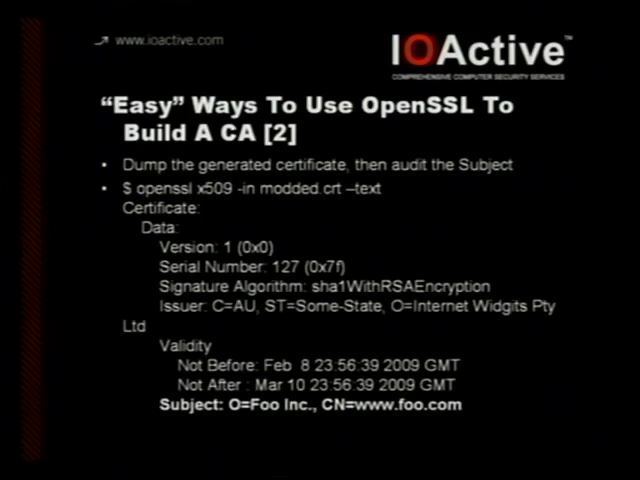 www.ioactive.com
IOActive™
COMPREHENSIVE COMPUTER SECURITY SERVICES
“Easy” Ways To Use OpenSSL To
Build A CA [2]
• Dump the generated certificate, then audit the Subject
• $ openssl x509 -in modded.crt –text
Certificate:
Data:
Version: 1 (0x0)
Serial Number: 127 (0x7f)
Signature Algorithm: sha1WithRSAEncryption
Issuer: C=AU, ST=Some-State, O=Internet Widgits Pty
Ltd
Validity
Not Before: Feb 8 23:56:39 2009 GMT
Not After : Mar 10 23:56:39 2009 GMT
Subject: O=Foo Inc., CN=www.foo.com